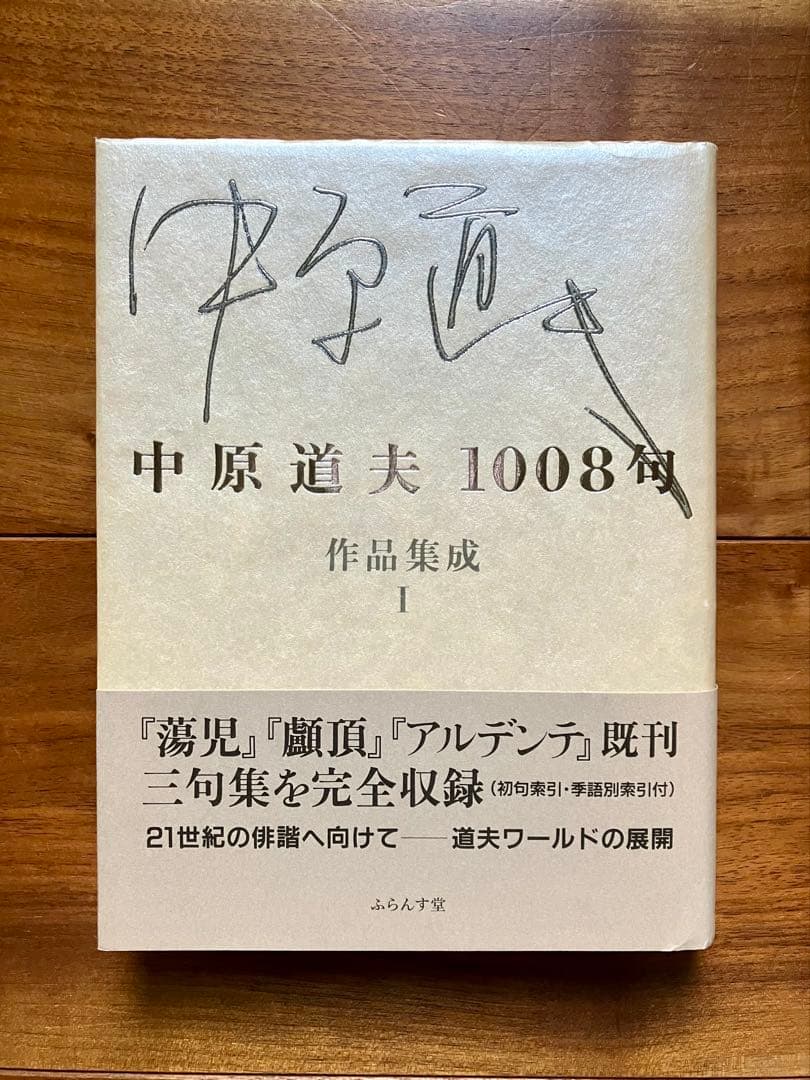 中原道夫
中原道夫 1008句
作品集成
I
『蕩児』『顱頂』『アルデンテ』既刊
三句集を完全収録（初句索引・季語別索引付）
21世紀の俳諧へ向けて――道夫ワールドの展開
ふらんす堂